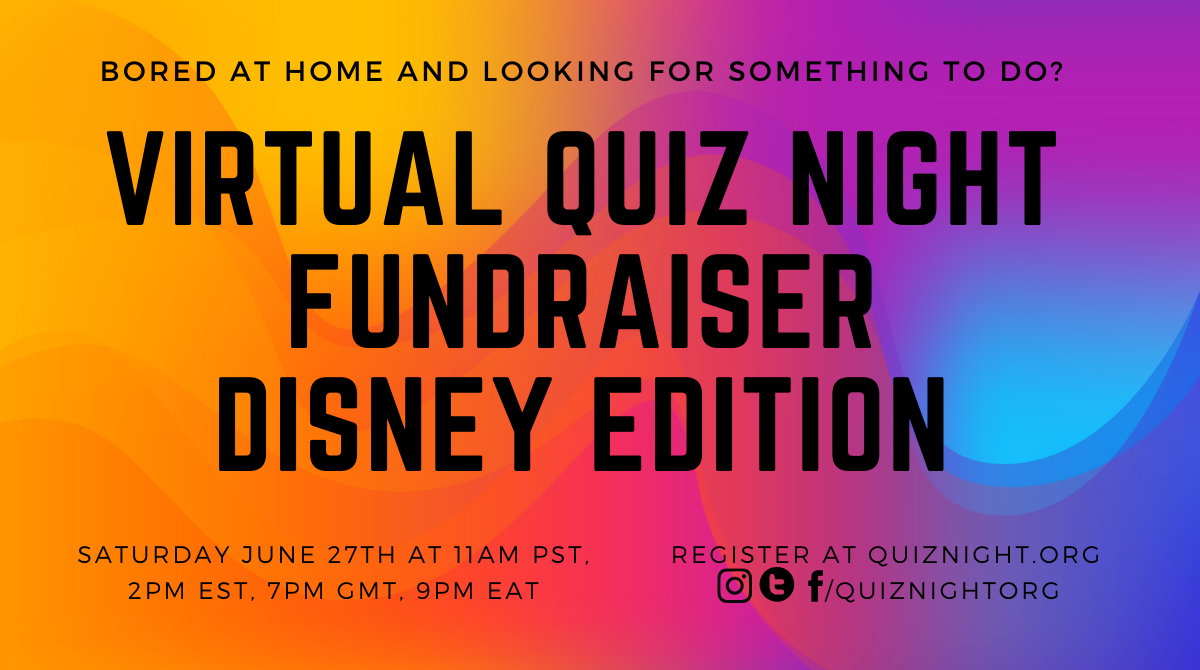 BORED AT HOME AND LOOKING FOR SOMETHING TO DO?
VIRTUAL QUIZ NIGHT
FUNDRAISER
DISNEY EDITION
SATURDAY JUNE 27TH AT 11AM PST,
2PM EST, 7PM GMT, 9PM EAT
REGISTER AT QUIZNIGHT.ORG
/QUIZNIGHTORG